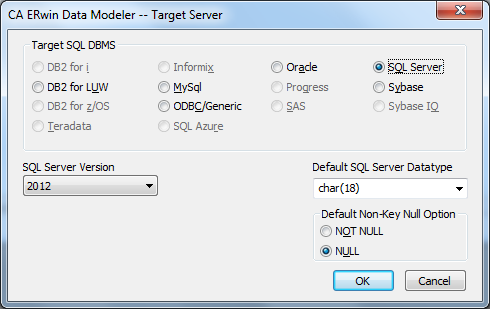 CA ERwin Data Modeler -- Target Server
Target SQL DBMS
DB2 for i Informix Oracle SQL Server
DB2 for LUW MySql Progress Sybase
DB2 for z/OS ODBC/Generic SAS Sybase IQ
Teradata SQL Azure
SQL Server Version Default SQL Server Datatype
2012 char(18)
Default Non-Key Null Option
NOT NULL
NULL
OK Cancel